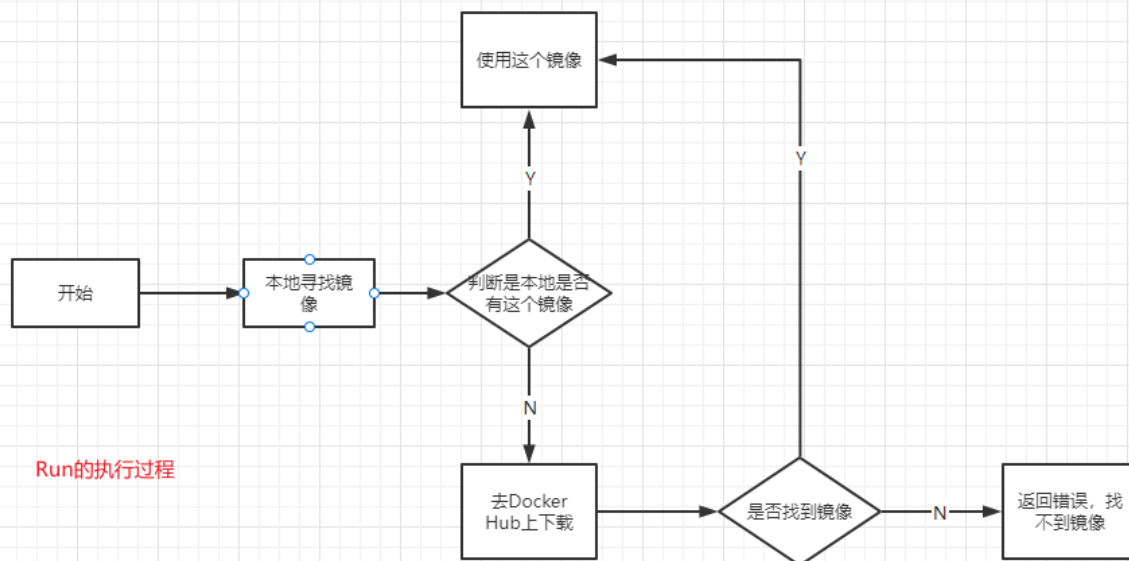 使用这个镜像
Y
Y
开始
本地寻找镜
像
判断是本地是否
有这个镜像
N
Run的执行过程
去Docker
Hub上下载
是否找到镜像
N
返回错误，找
不到镜像